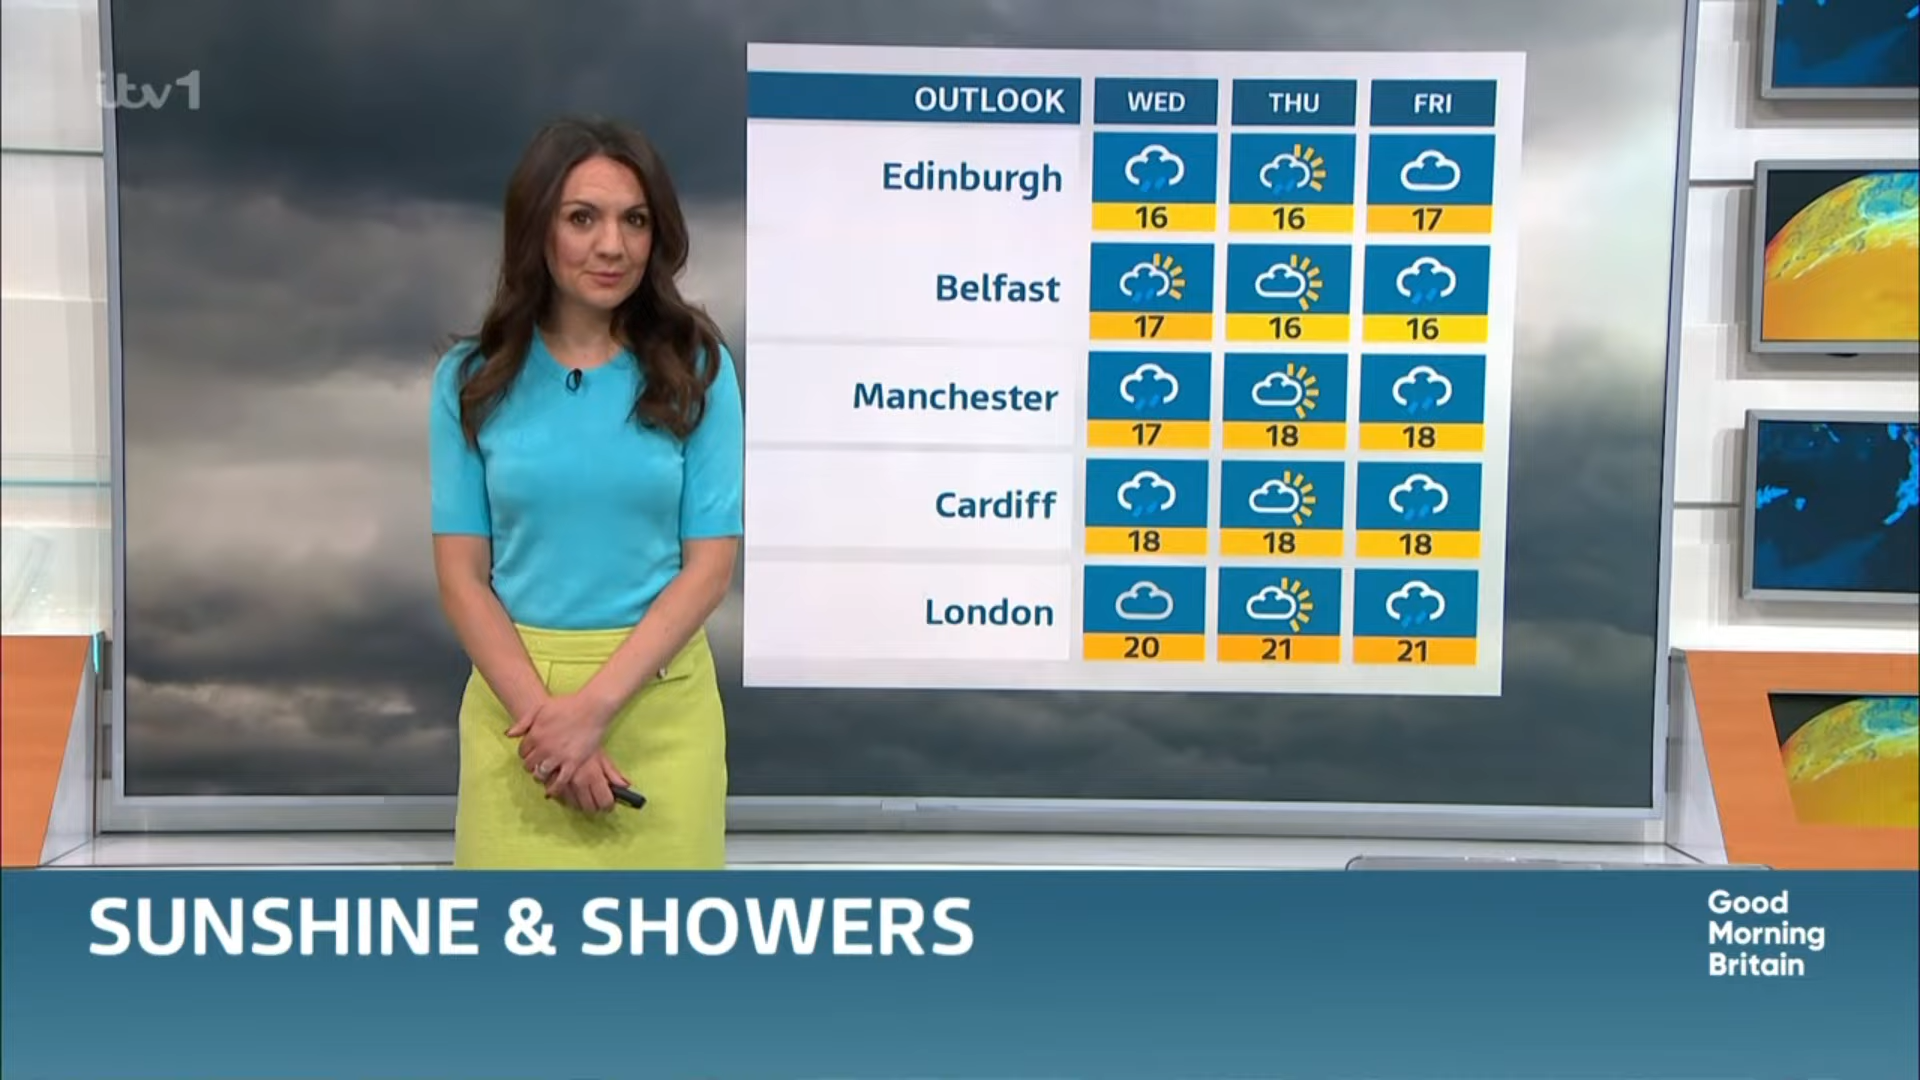 itv1
OUTLOOK WED THU FRI
Edinburgh 16 16 17
Belfast 17 16 16
Manchester 17 18 18
Cardiff 18 18 18
London 20 21 21
SUNSHINE & SHOWERS
Good
Morning
Britain